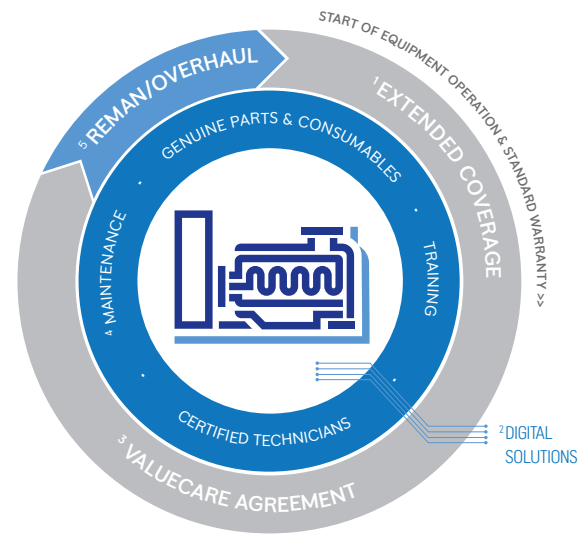 START OF EQUIPMENT OPERATION & STANDARD WARRANTY >>
¹ EXTENDED COVERAGE
² DIGITAL
SOLUTIONS
³ VALUECARE AGREEMENT
⁴ MAINTENANCE
⁵ REMAN/OVERHAUL
GENUINE PARTS & CONSUMABLES
TRAINING
CERTIFIED TECHNICIANS